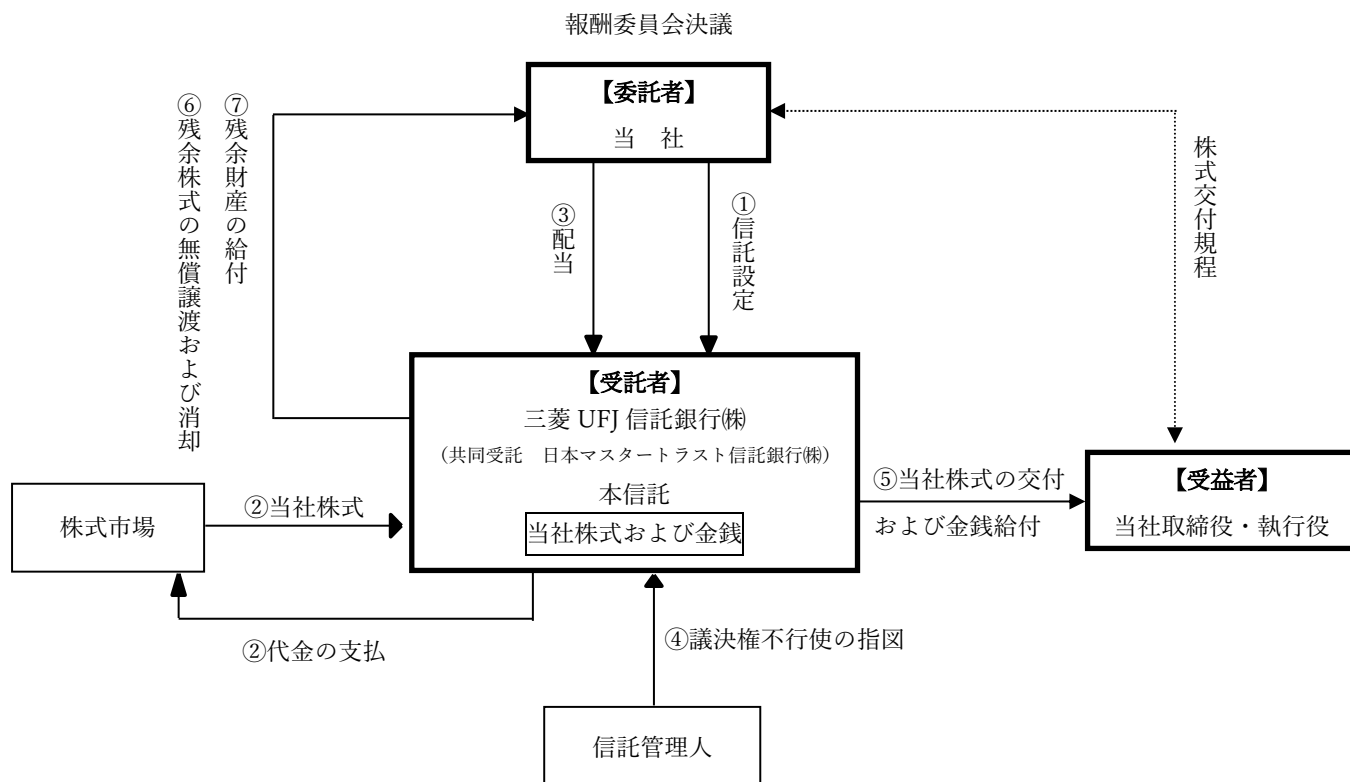 報酬委員会決議
【委託者】
当　社
⑦残余財産の給付
⑥残余株式の無償譲渡および消却
③配当
①信託設定
株式交付規程
【受託者】
三菱 UFJ 信託銀行㈱
(共同受託　日本マスタートラスト信託銀行㈱)
本信託
当社株式および金銭
株式市場
②当社株式
②代金の支払
⑤当社株式の交付
および金銭給付
【受益者】
当社取締役・執行役
④議決権不行使の指図
信託管理人